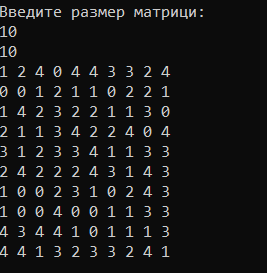 Введите размер матрици:
10
10
1 2 4 0 4 4 3 3 2 4
0 0 1 2 1 1 0 2 2 1
1 4 2 3 2 2 1 1 3 0
2 1 1 3 4 2 2 4 0 4
3 1 2 3 3 4 1 1 3 3
2 4 2 2 2 4 3 1 4 3
1 0 0 2 3 1 0 2 4 3
1 0 0 4 0 0 1 1 3 3
4 3 4 4 1 0 1 1 1 3
4 4 1 3 2 3 3 2 4 1